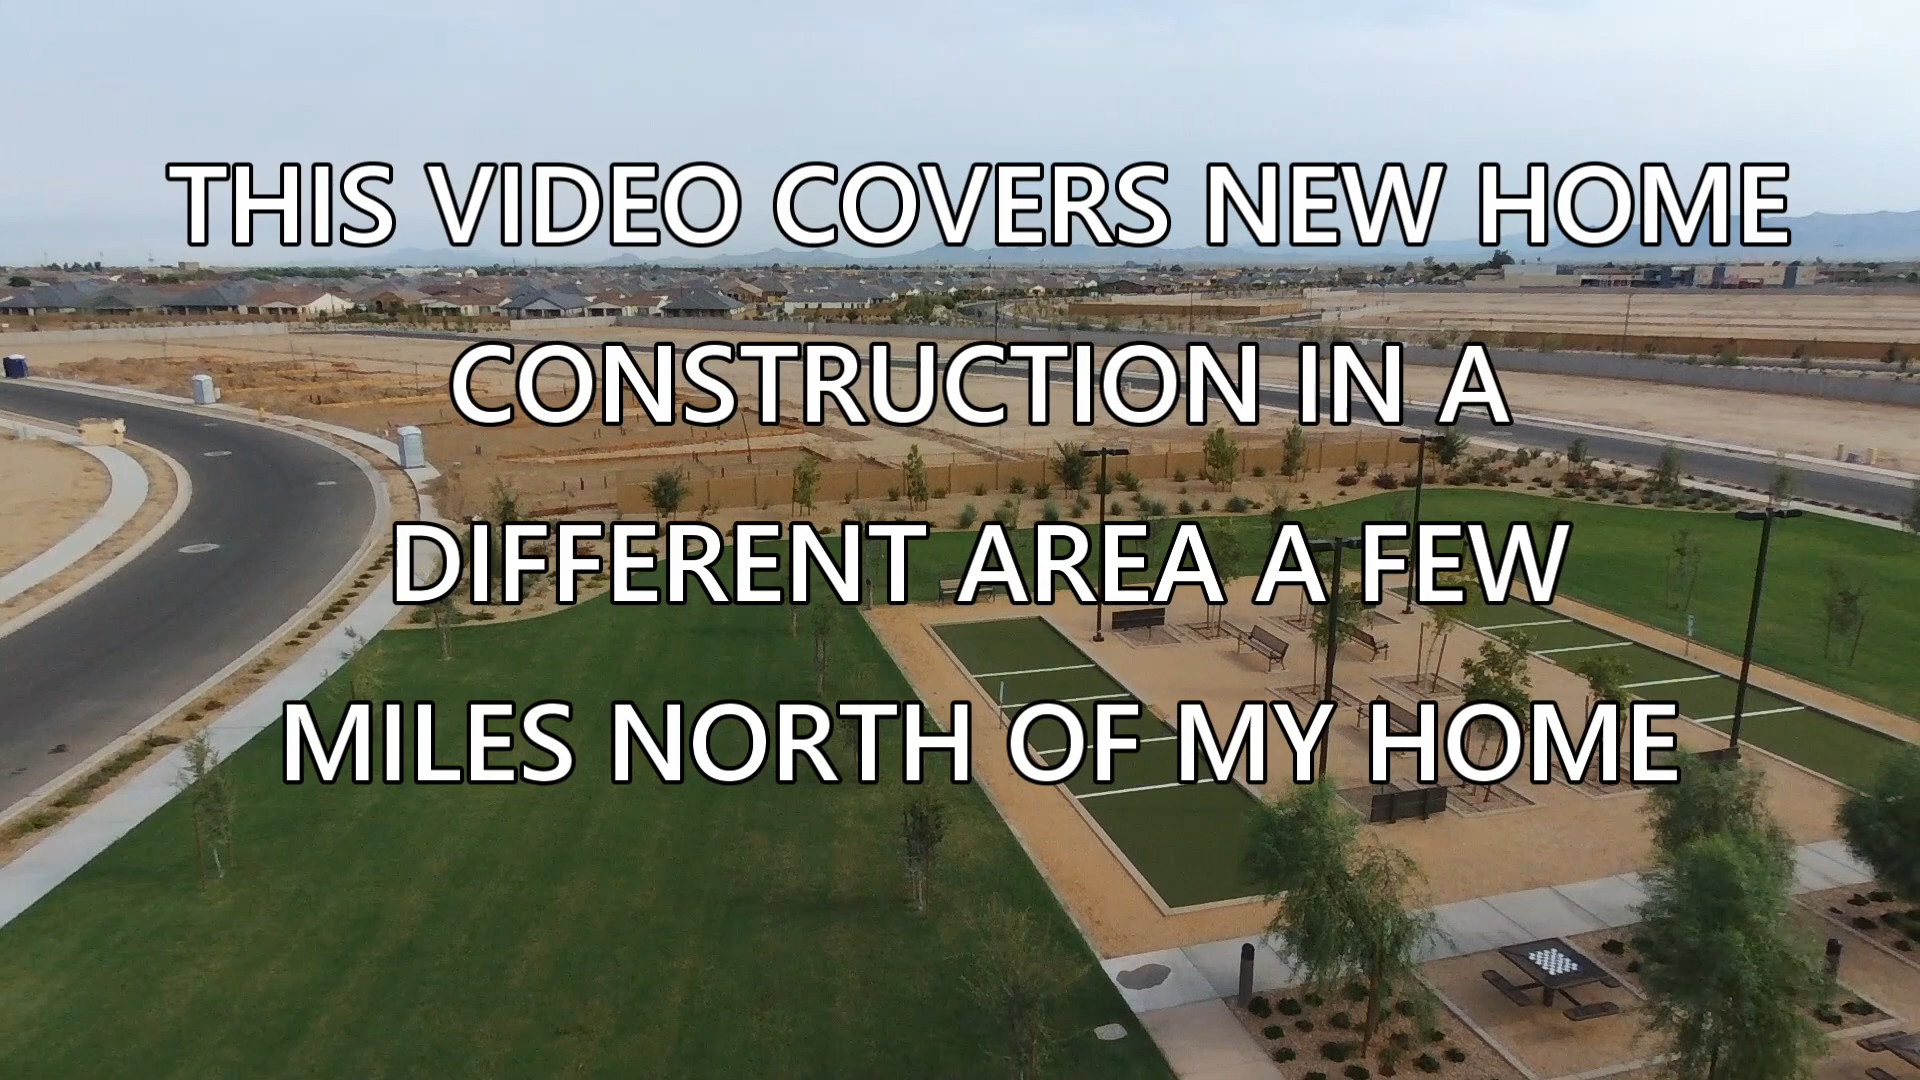 THIS VIDEO COVERS NEW HOME
CONSTRUCTION IN A
DIFFERENT AREA A FEW
MILES NORTH OF MY HOME